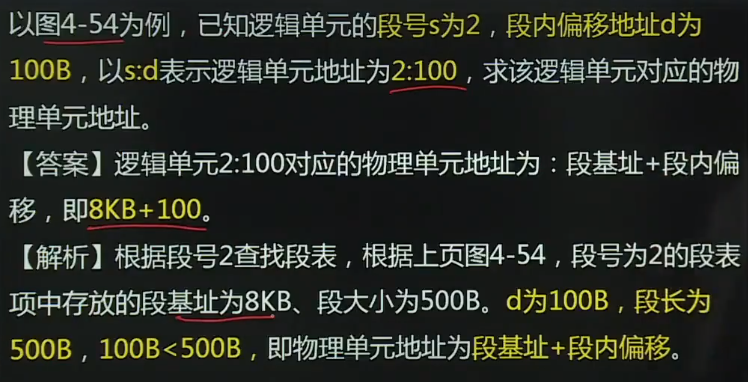 以图4-54为例，已知逻辑单元的段号s为2，段内偏移地址d为
100B，以s:d表示逻辑单元地址为2:100，求该逻辑单元对应的物
理单元地址。
【答案】逻辑单元2:100对应的物理单元地址为：段基址+段内偏
移，即8KB+100。
【解析】根据段号2查找段表，根据上页图4-54，段号为2的段表
项中存放的段基址为8KB、段大小为500B。d为100B，段长为
500B，100B<500B，即物理单元地址为段基址+段内偏移。